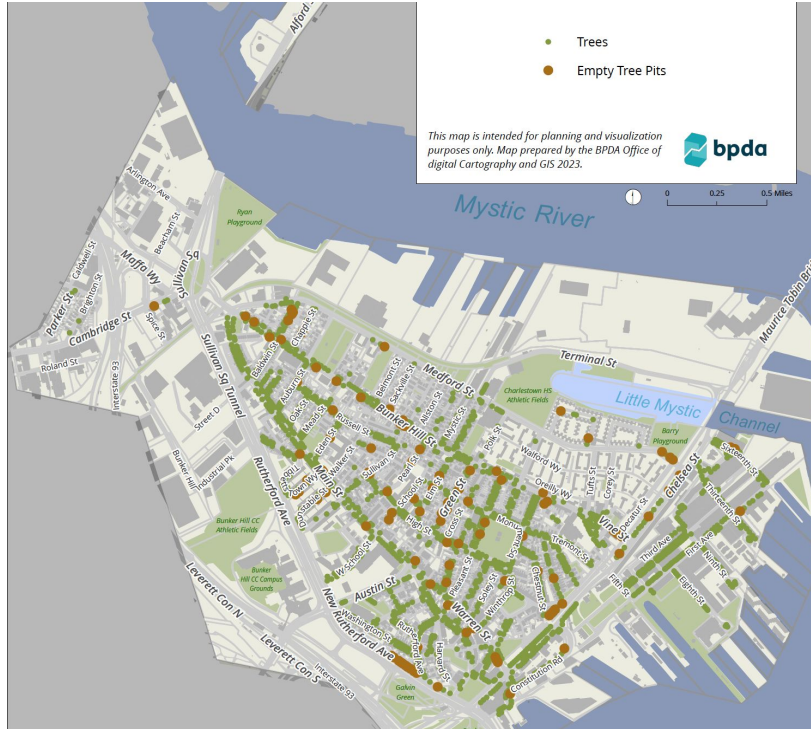 Alford S
Trees
Empty Tree Pits
This map is intended for planning and visualization
purposes only. Map prepared by the BPDA Office of
digital Cartography and GIS 2023.
bpda
0 0.25 0.5 Miles
Mystic River
Arlington Ave
Beacham St
Ryan
Playground
Maffa Wy
Sullivan Sq
Caldwell St
Brighton St
Parker St
Cambridge St
Spice St
Roland St
Interstate 93
Sullivan Sq Tunnel
Maurice Tobin Bri
Chappie St
Baldwin St
Auburn St
Belmont St
Sackville St
Medford St
Terminal St
Charlestown HS
Athletic Fields
Little Mystic
Channel
Barry
Playground
Street D
Oak St
Mead St
Russell St
Bunker Hill St
Allston St
Mystic St
Polk St
Walford Wy
Bunker Hill
Industrial Pk
Eden St
Main St
Walker St
Sullivan St
Pearl St
School St
Elm St
Green St
Oreilly Wy
Tufts St
Corey St
Chelsea St
Sixteenth St
Thirteenth St
Rutherford Ave
Town Wy
High St
Cross St
Vine St
Decatur St
Bunker Hill CC
Athletic Fields
Tremont St
Third Ave
First Ave
Ninth St
Bunker
Hill CC Campus
Grounds
W School St
Austin St
Pleasant St
Soley St
Winthrop St
Chestnut St
Fifth St
Eighth St
Leverett Con N
New Rutherford Ave
Washington St
Warren St
Rutherford Ave
Harvard St
Leverett Con S
Interstate 93
Constitution Rd
Galvin
Green